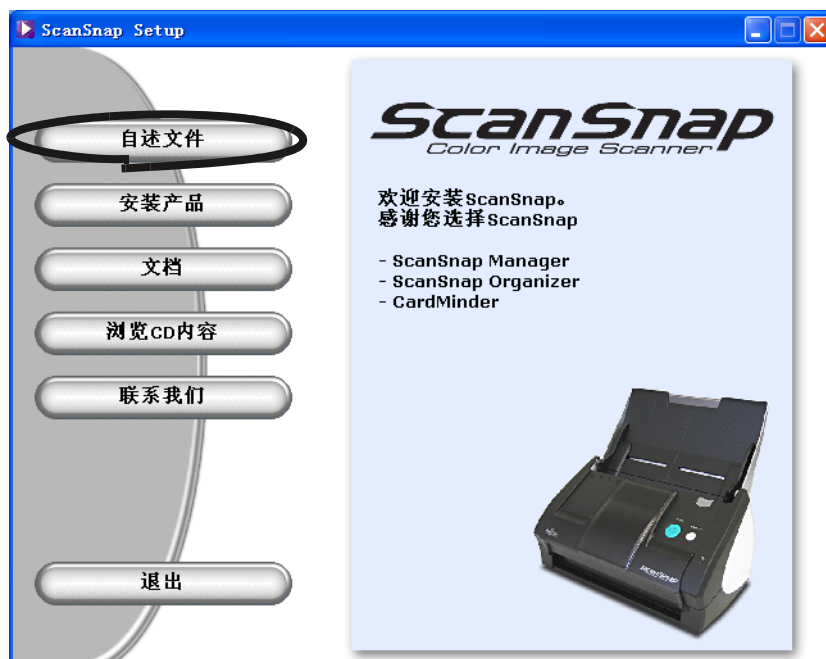 ScanSnap Setup
自述文件
安装产品
文档
浏览CD内容
联系我们
退出
ScanSnap
Color Image Scanner
欢迎安装ScanSnap。
感谢您选择ScanSnap
- ScanSnap Manager
- ScanSnap Organizer
- CardMinder
ScanSnap